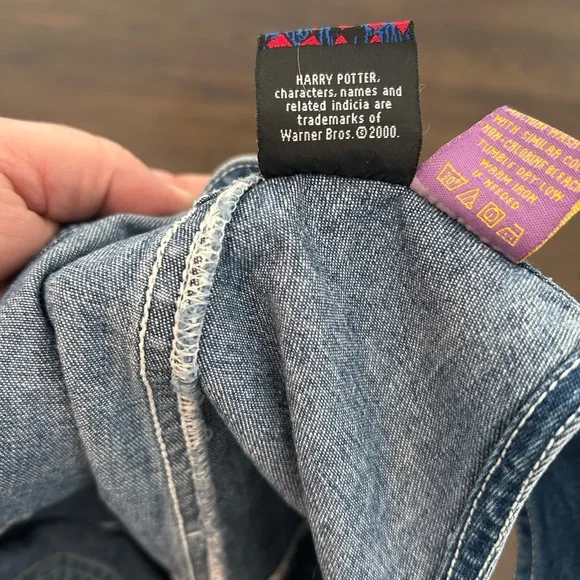 HARRY POTTER,
characters, names and
related indicia are
trademarks of
Warner Bros. © 2000.
WITH SIMILAR
NON-CHLORINE BLEACH
TUMBLE DRY LOW
WARM IRON
IF NEEDED